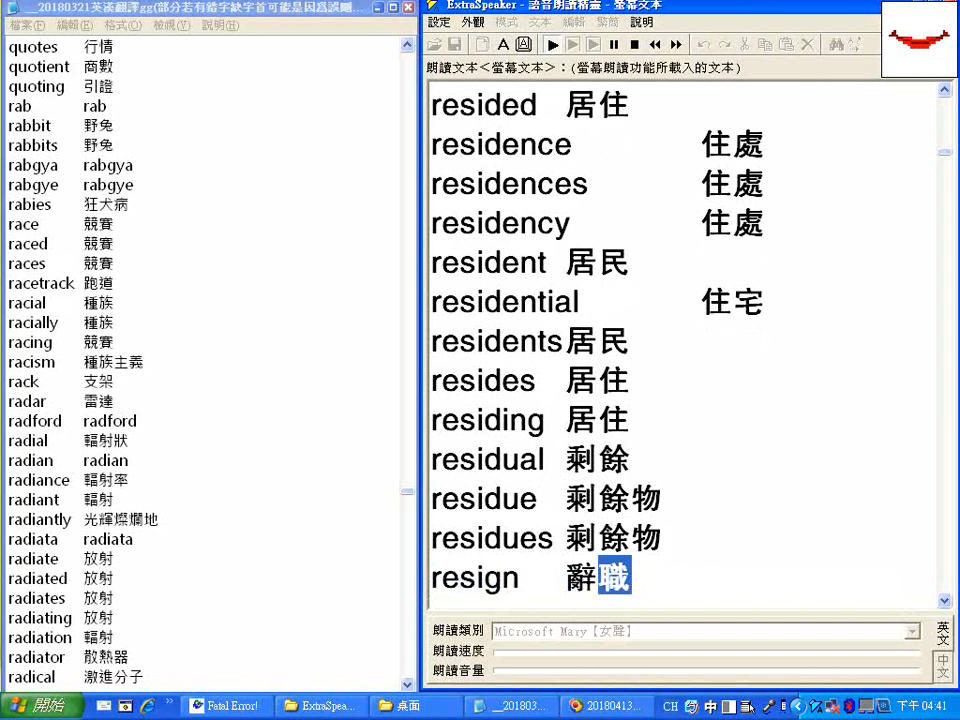 __20180321英漢翻譯gg(部分若有錯字缺字首可能是因為誤刪...
檔案(F) 編輯(E) 格式(O) 檢視(V) 說明(H)
quotes 行情
quotient 商數
quoting 引證
rab rab
rabbit 野兔
rabbits 野兔
rabgya rabgya
rabgye rabgye
rabies 狂犬病
race 競賽
raced 競賽
races 競賽
racetrack 跑道
racial 種族
racially 種族
racing 競賽
racism 種族主義
rack 支架
radar 雷達
radford radford
radial 輻射狀
radian radian
radiance 輻射率
radiant 輻射
radiantly 光輝燦爛地
radiata radiata
radiate 放射
radiated 放射
radiates 放射
radiating 放射
radiation 輻射
radiator 散熱器
radical 激進分子
ExtraSpeaker - 語音朗讀精靈 - 螢幕文本
設定 外觀 模式 文本 編輯 繁簡 說明
朗讀文本<螢幕文本>：(螢幕朗讀功能所載入的文本)
resided 居住
residence 住處
residences 住處
residency 住處
resident 居民
residential 住宅
residents居民
resides 居住
residing 居住
residual 剩餘
residue 剩餘物
residues 剩餘物
resign 辭職
朗讀類別 Microsoft Mary【女聲】
朗讀速度
朗讀音量
英文
中文
開始 Fatal Error! ExtraSpea... 桌面 __201803... 20180413... CH 中 下午 04:41